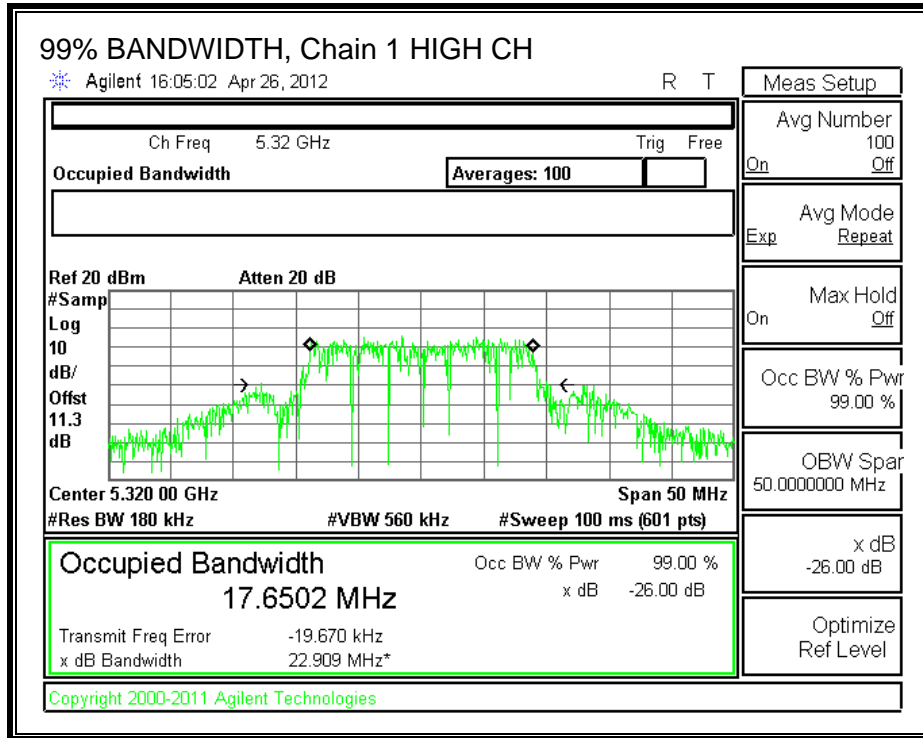 99% BANDWIDTH, Chain 1 HIGH CH
Agilent 16:05:02 Apr 26, 2012 R T
Ch Freq 5.32 GHz Trig Free
Occupied Bandwidth Averages: 100
Ref 20 dBm Atten 20 dB
#Samp
Log
10
dB/
Offst
11.3
dB
Center 5.320 00 GHz Span 50 MHz
#Res BW 180 kHz #VBW 560 kHz #Sweep 100 ms (601 pts)
Occupied Bandwidth Occ BW % Pwr 99.00 %
17.6502 MHz x dB -26.00 dB
Transmit Freq Error -19.670 kHz
x dB Bandwidth 22.909 MHz*
Copyright 2000-2011 Agilent Technologies
Meas Setup
Avg Number
100
On Off
Avg Mode
Exp Repeat
Max Hold
On Off
Occ BW % Pwr
99.00 %
OBW Span
50.0000000 MHz
x dB
-26.00 dB
Optimize
Ref Level